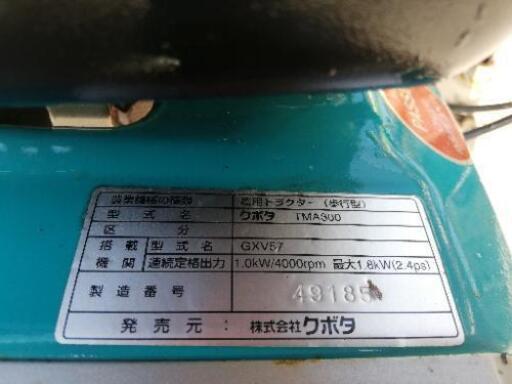 農業機械の種類 農用トラクター (歩行型)
型式名 クボタ TMA300
区分
搭載機関 型式名 GXV57
連続定格出力 1.0kW/4000rpm 最大1.8kW(2.4ps)
製造番号 49185
発売元: 株式会社クボタ